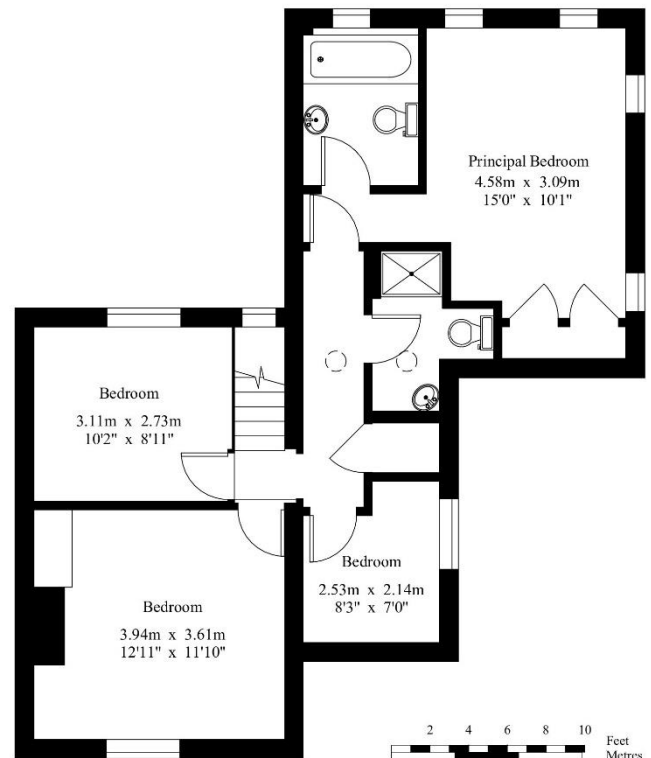 Principal Bedroom
4.58m x 3.09m
15'0" x 10'1"
Bedroom
3.11m x 2.73m
10'2" x 8'11"
Bedroom
2.53m x 2.14m
8'3" x 7'0"
Bedroom
3.94m x 3.61m
12'11" x 11'10"
2 4 6 8 10 Feet
Metres